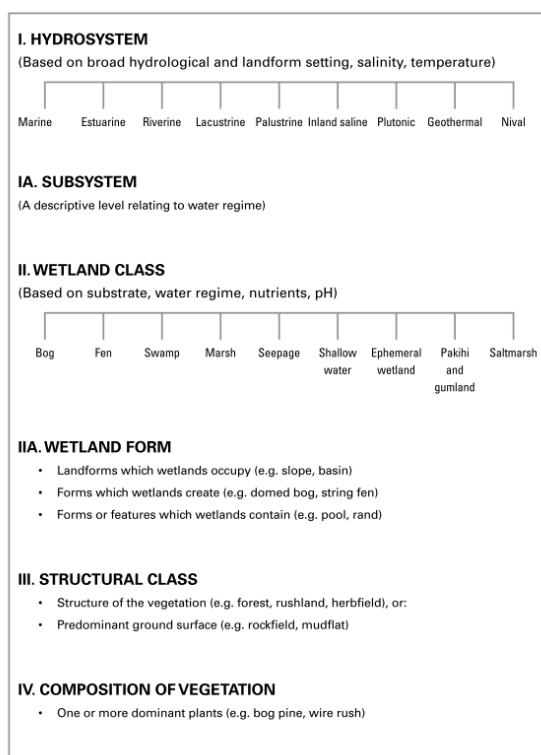 I. HYDROSYSTEM
(Based on broad hydrological and landform setting, salinity, temperature)
Marine Estuarine Riverine Lacustrine Palustrine Inland saline Plutonic Geothermal Nival
IA. SUBSYSTEM
(A descriptive level relating to water regime)
II. WETLAND CLASS
(Based on substrate, water regime, nutrients, pH)
Bog Fen Swamp Marsh Seepage Shallow Ephemeral Pakihi Saltmarsh
water wetland and
gumland
IIA. WETLAND FORM
• Landforms which wetlands occupy (e.g. slope, basin)
• Forms which wetlands create (e.g. domed bog, string fen)
• Forms or features which wetlands contain (e.g. pool, rand)
III. STRUCTURAL CLASS
• Structure of the vegetation (e.g. forest, rushland, herbfield), or:
• Predominant ground surface (e.g. rockfield, mudflat)
IV. COMPOSITION OF VEGETATION
• One or more dominant plants (e.g. bog pine, wire rush)